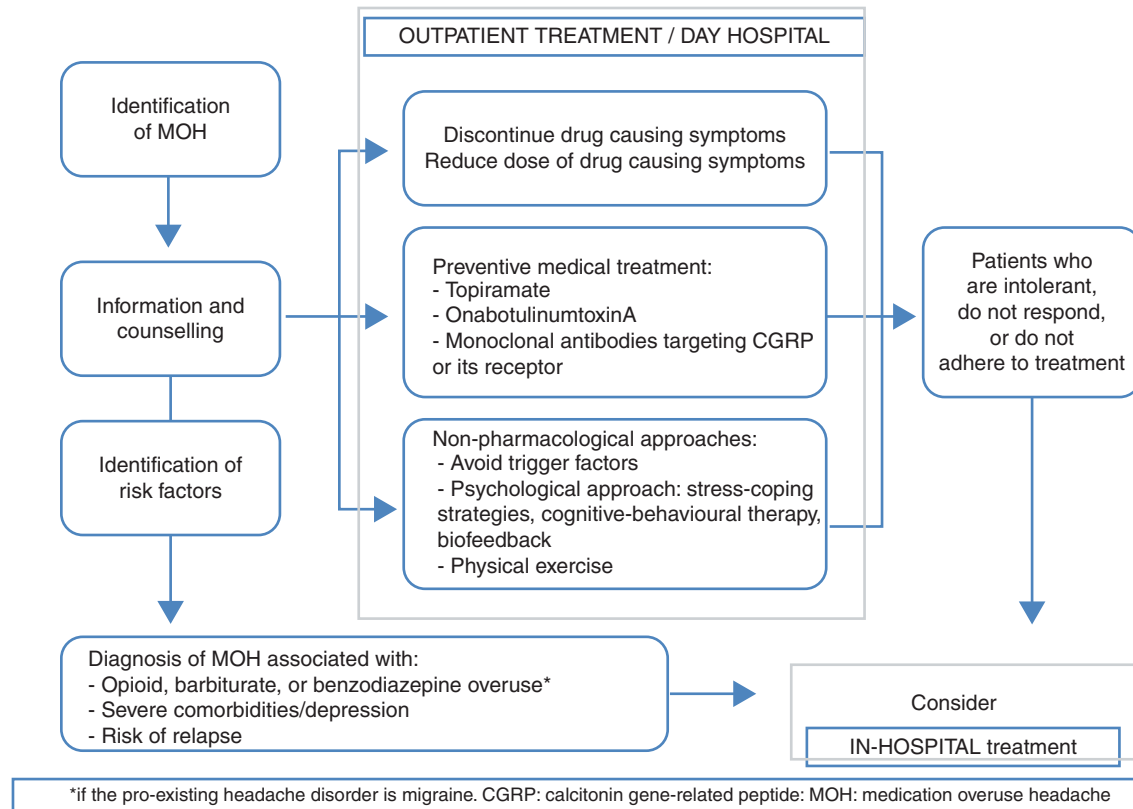 OUTPATIENT TREATMENT / DAY HOSPITAL
Identification
of MOH
Discontinue drug causing symptoms
Reduce dose of drug causing symptoms
Information and
counselling
Preventive medical treatment:
- Topiramate
- OnabotulinumtoxinA
- Monoclonal antibodies targeting CGRP
or its receptor
Patients who
are intolerant,
do not respond,
or do not
adhere to treatment
Identification of
risk factors
Non-pharmacological approaches:
- Avoid trigger factors
- Psychological approach: stress-coping
strategies, cognitive-behavioural therapy,
biofeedback
- Physical exercise
Diagnosis of MOH associated with:
- Opioid, barbiturate, or benzodiazepine overuse*
- Severe comorbidities/depression
- Risk of relapse
Consider
IN-HOSPITAL treatment
*if the pro-existing headache disorder is migraine. CGRP: calcitonin gene-related peptide: MOH: medication overuse headache